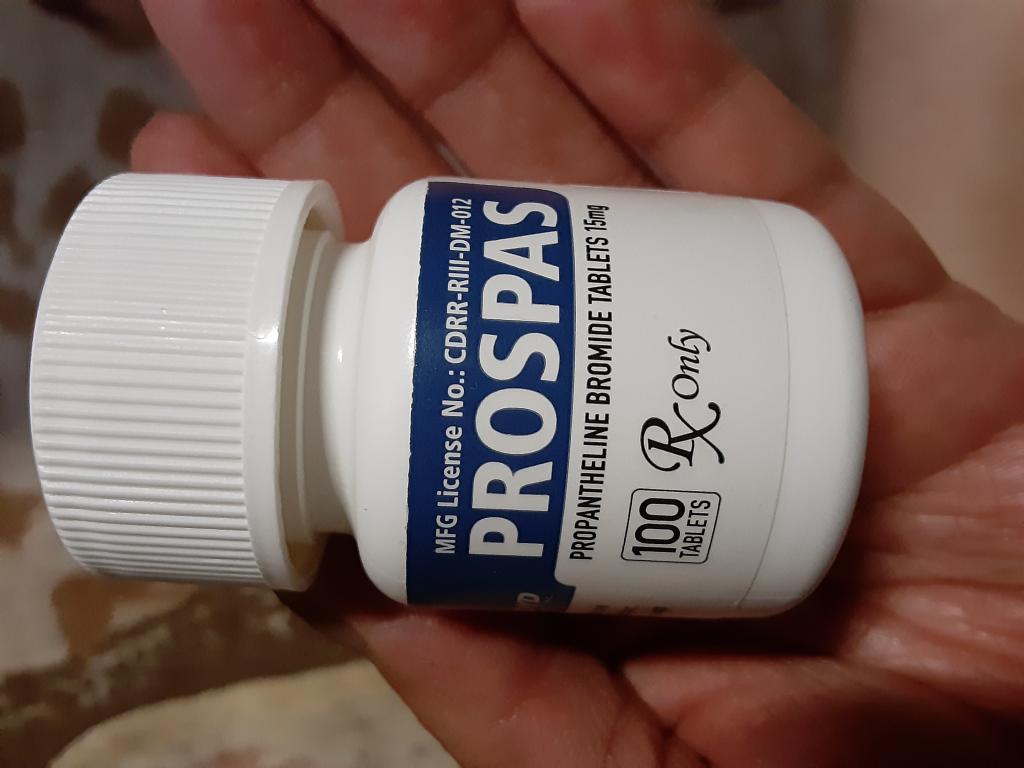 MFG License No.: CDRR-RIII-DM-012
PROSPAS
PROPANTHELINE BROMIDE TABLETS 15mg
100
TABLETS
Rx only